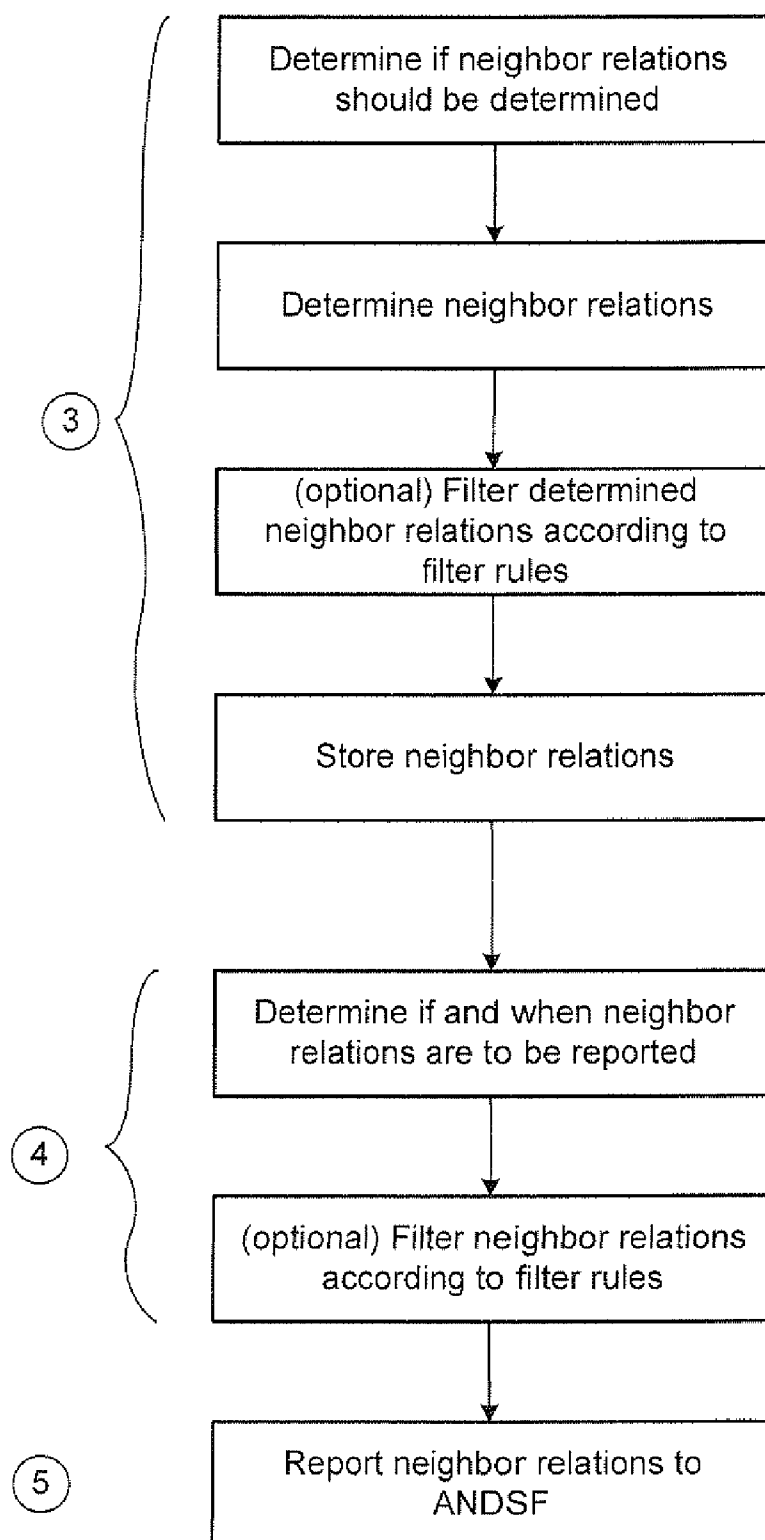 Determine if neighbor relations
should be determined
Determine neighbor relations
3
(optional) Filter determined
neighbor relations according to
filter rules
Store neighbor relations
Determine if and when neighbor
relations are to be reported
4
(optional) Filter neighbor relations
according to filter rules
5
Report neighbor relations to
ANDSF